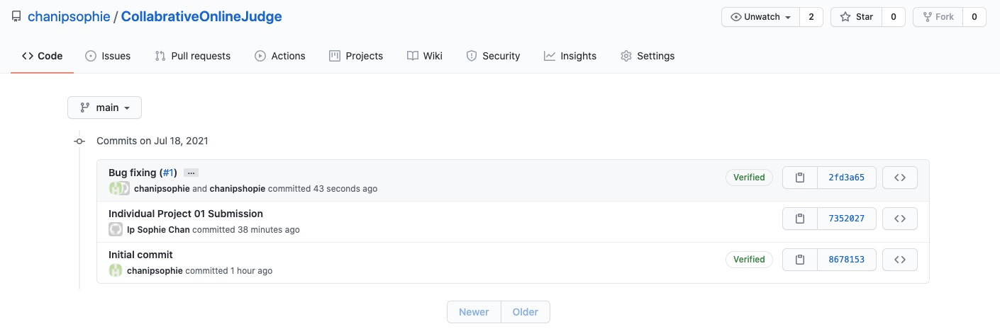 chanipsophie / CollabrativeOnlineJudge
Unwatch 2 Star 0 Fork 0
Code Issues Pull requests Actions Projects Wiki Security Insights Settings
main
Commits on Jul 18, 2021
Bug fixing (#1) ...
Verified 2fd3a65
chanipsophie and chanipshopie committed 43 seconds ago
Individual Project 01 Submission
7352027
Ip Sophie Chan committed 38 minutes ago
Initial commit
Verified 8678153
chanipsophie committed 1 hour ago
Newer Older